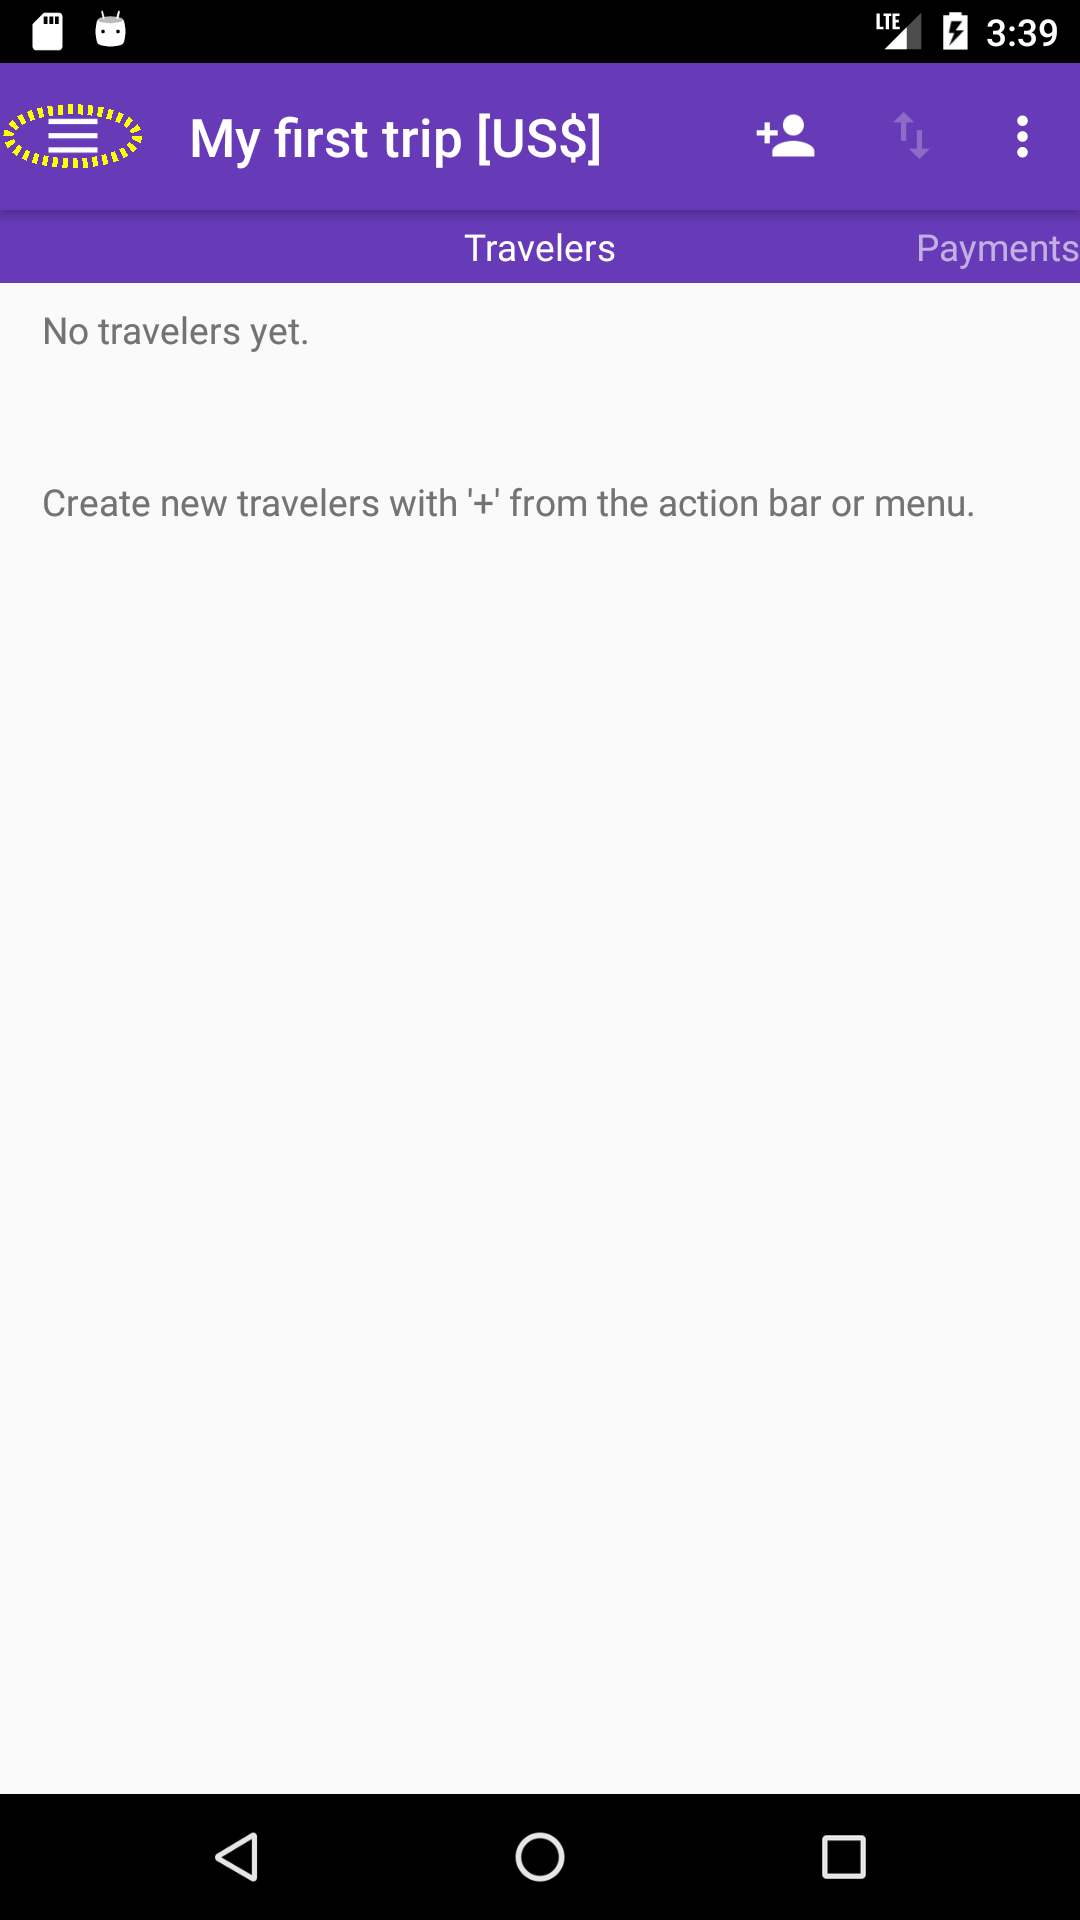 LTE 3:39
My first trip [US$]
Travelers Payments
No travelers yet.
Create new travelers with '+' from the action bar or menu.